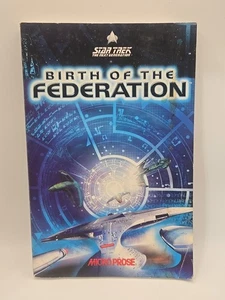 STAR TREK
THE NEXT GENERATION
BIRTH OF THE
FEDERATION
MICROPROSE